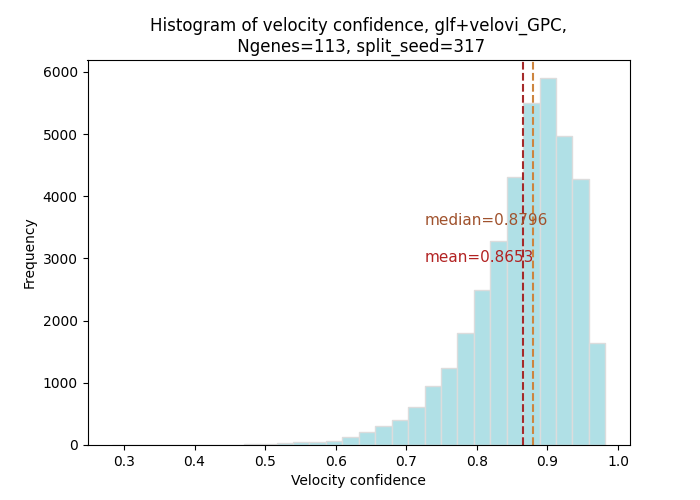 Histogram of velocity confidence, glf+velovi_GPC,
Ngenes=113, split_seed=317
6000
5000
4000
3000
2000
1000
0
Frequency
median=0.8796
mean=0.8653
0.3 0.4 0.5 0.6 0.7 0.8 0.9 1.0
Velocity confidence